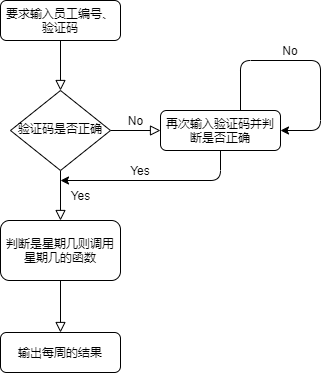 要求输入员工编号、
验证码
No
验证码是否正确
No
再次输入验证码并判
断是否正确
Yes
Yes
判断是星期几则调用
星期几的函数
输出每周的结果